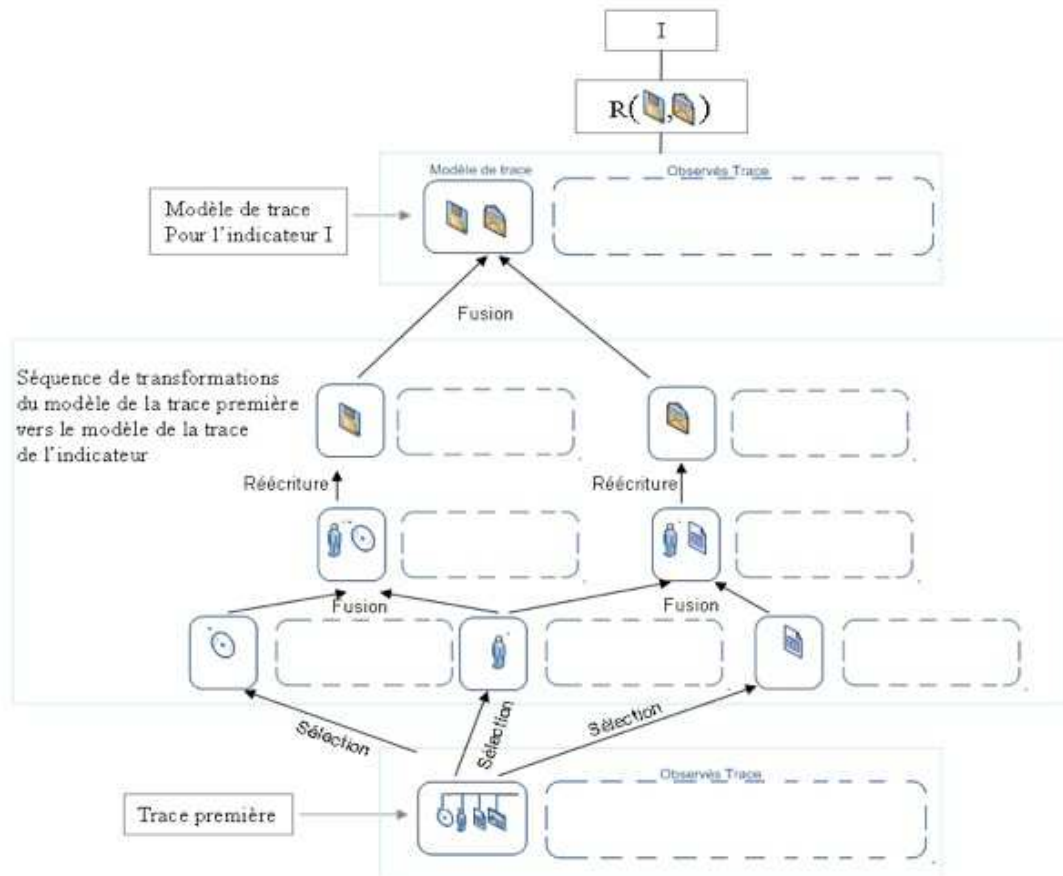 I
R( , )
Modèle de trace
Observés Trace
Modèle de trace
Pour l'indicateur I
Fusion
Séquence de transformations
du modèle de la trace première
vers le modèle de la trace
de l'indicateur
Réécriture
Réécriture
Fusion
Fusion
Sélection
Sélection
Sélection
Observés Trace
Trace première